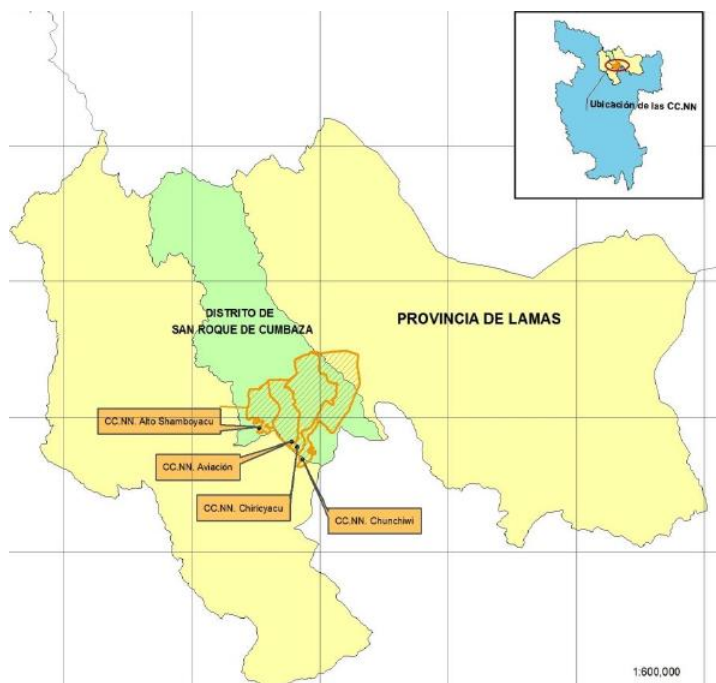 Ubicación de las CC.NN
DISTRITO DE
SAN ROQUE DE CUMBAZA
PROVINCIA DE LAMAS
CC.NN. Alto Shamboyacu
CC.NN. Aviación
CC.NN. Chiricyacu
CC.NN. Chunchiwi
1:600,000